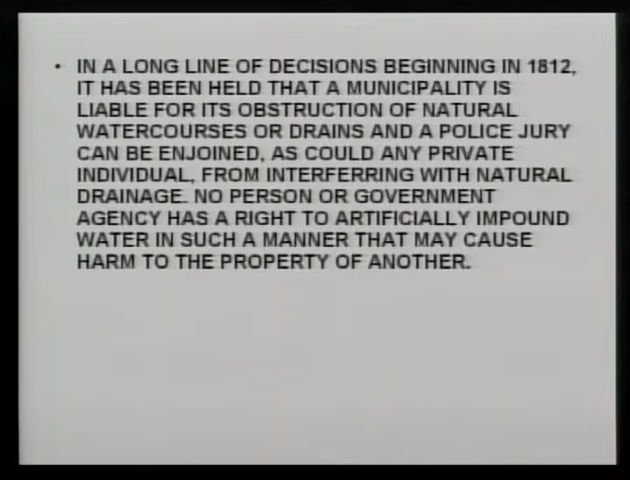 • IN A LONG LINE OF DECISIONS BEGINNING IN 1812,
IT HAS BEEN HELD THAT A MUNICIPALITY IS
LIABLE FOR ITS OBSTRUCTION OF NATURAL
WATERCOURSES OR DRAINS AND A POLICE JURY
CAN BE ENJOINED, AS COULD ANY PRIVATE
INDIVIDUAL, FROM INTERFERRING WITH NATURAL
DRAINAGE. NO PERSON OR GOVERNMENT
AGENCY HAS A RIGHT TO ARTIFICIALLY IMPOUND
WATER IN SUCH A MANNER THAT MAY CAUSE
HARM TO THE PROPERTY OF ANOTHER.